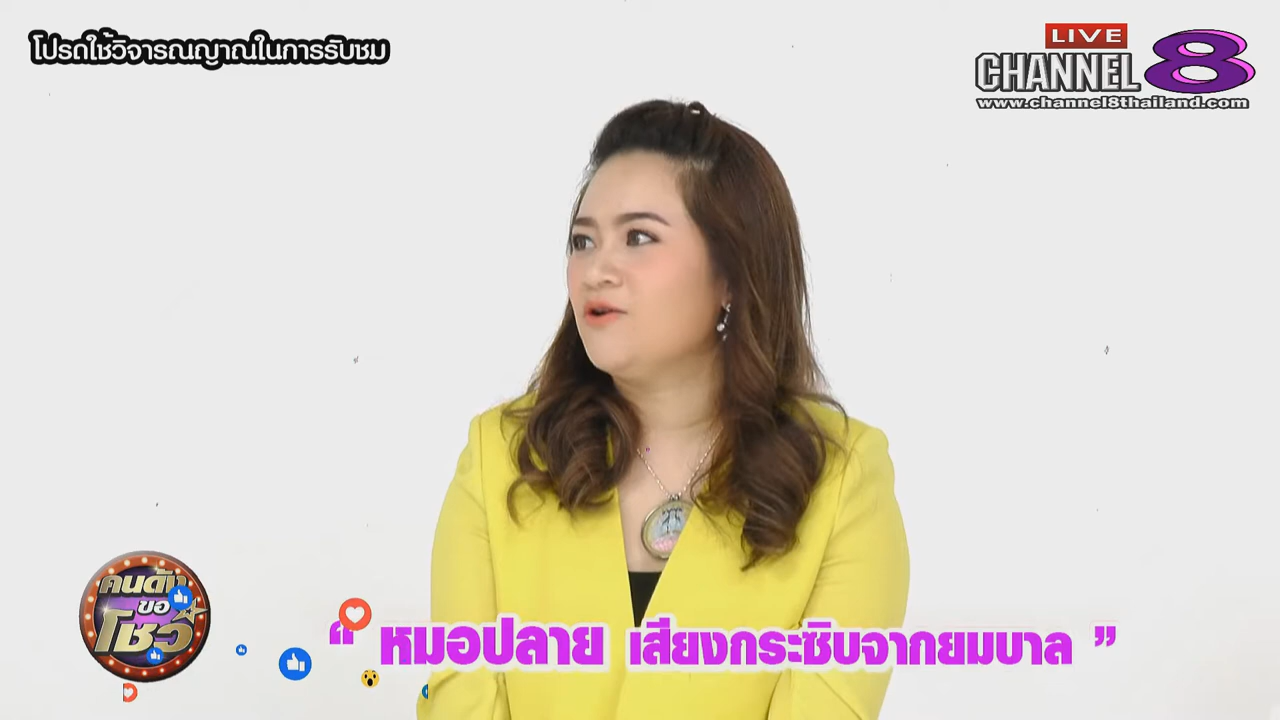 โปรดใช้วิจารณญาณในการรับชม
LIVE
CHANNEL 8
www.channel8thailand.com
คนดัง
ขอ
โชว์
“ หมอปลาย เสียงกระซิบจากยมบาล ”